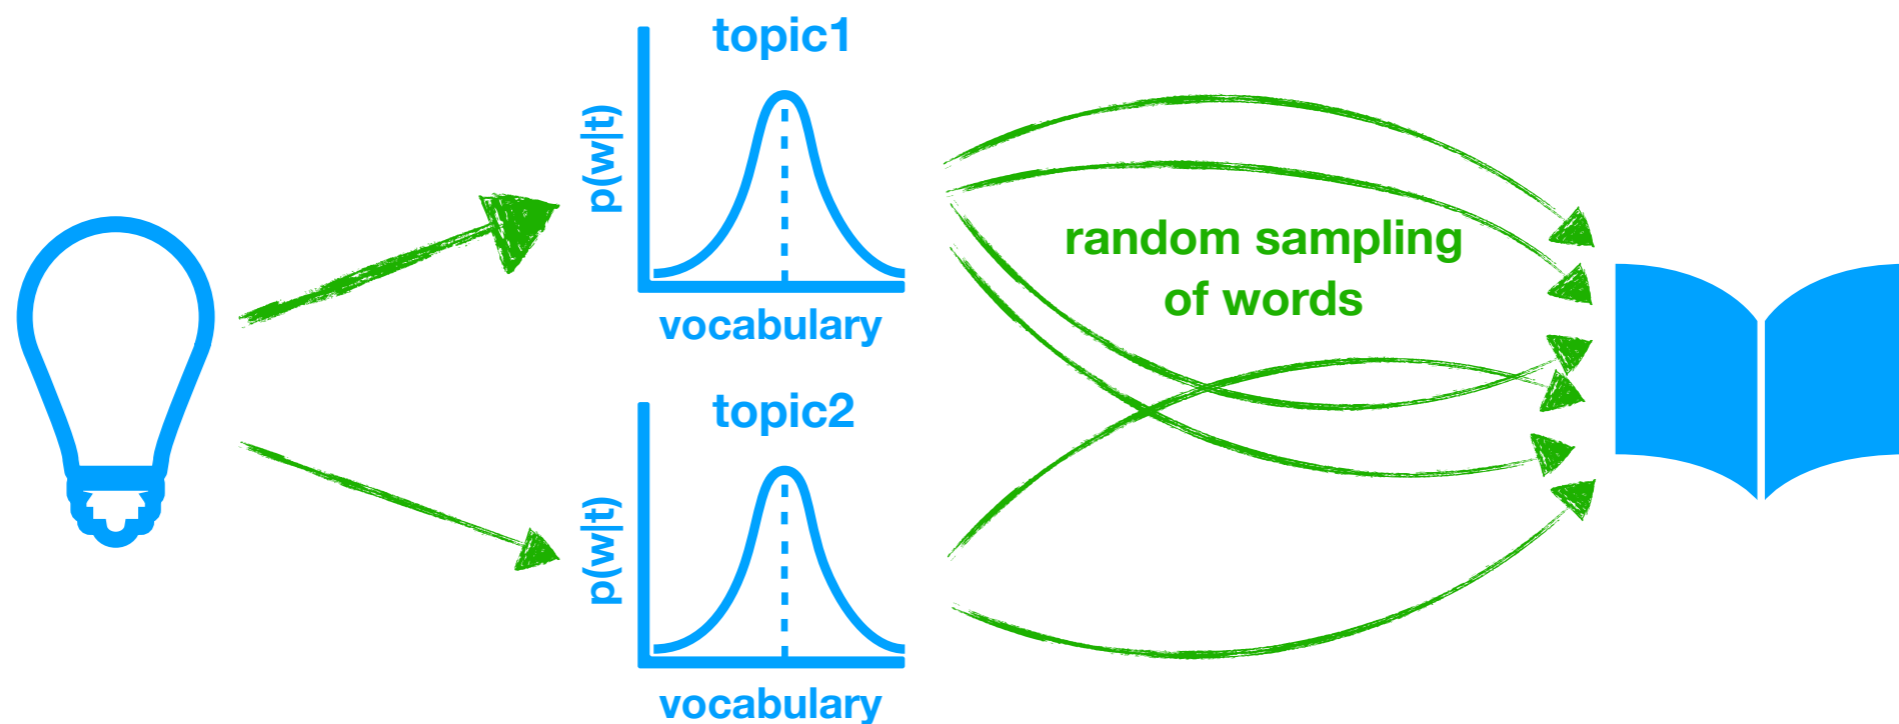 topic1
p(w|t)
vocabulary
random sampling
of words
topic2
p(w|t)
vocabulary